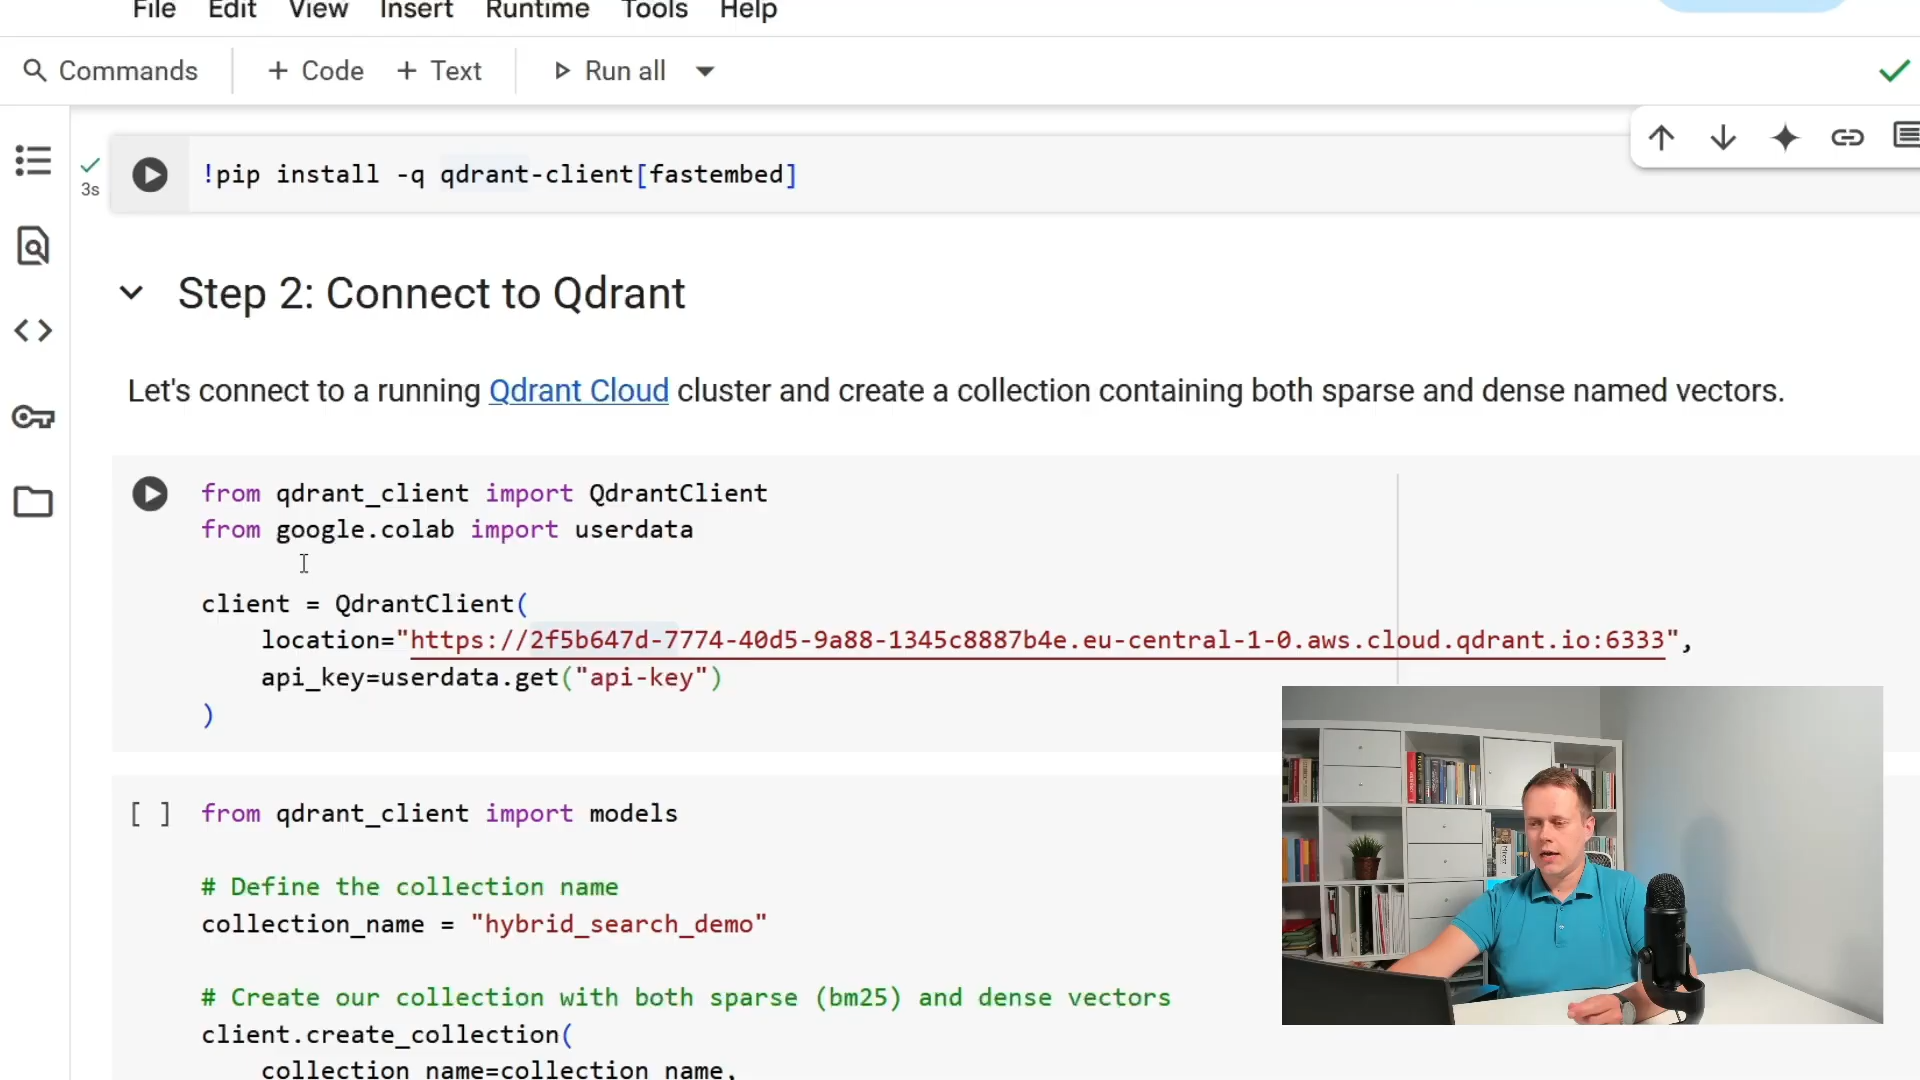 File Edit View Insert Runtime Tools Help
Commands + Code + Text Run all
3s
!pip install -q qdrant-client[fastembed]
Step 2: Connect to Qdrant
Let's connect to a running Qdrant Cloud cluster and create a collection containing both sparse and dense named vectors.
from qdrant_client import QdrantClient
from google.colab import userdata
client = QdrantClient(
location="https://2f5b647d-7774-40d5-9a88-1345c8887b4e.eu-central-1-0.aws.cloud.qdrant.io:6333",
api_key=userdata.get("api-key")
)
[ ] from qdrant_client import models
# Define the collection name
collection_name = "hybrid_search_demo"
# Create our collection with both sparse (bm25) and dense vectors
client.create_collection(
collection_name=collection_name,